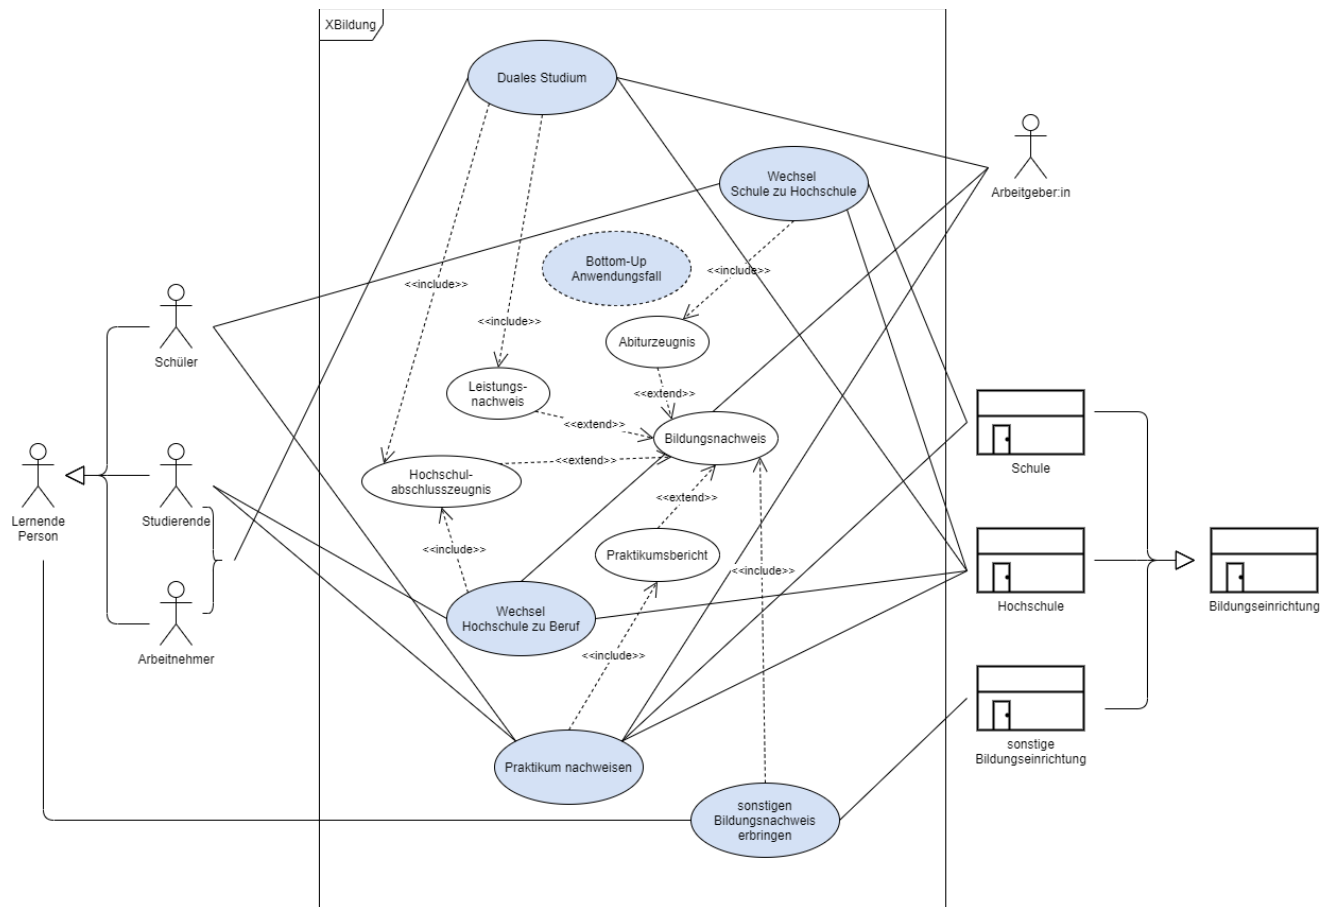 XBildung
Duales Studium
Wechsel
Schule zu Hochschule
Arbeitgeber:in
Bottom-Up
Anwendungsfall
<<include>>
<<include>>
<<include>>
Abiturzeugnis
Schüler
Leistungs-
nachweis
<<extend>>
<<extend>>
Bildungsnachweis
<<extend>>
Hochschul-
abschlusszeugnis
Schule
<<extend>>
Lernende
Person
Studierende
<<include>>
Praktikumsbericht
<<include>>
Hochschule
Bildungseinrichtung
Wechsel
Hochschule zu Beruf
Arbeitnehmer
<<include>>
sonstige
Bildungseinrichtung
Praktikum nachweisen
sonstigen
Bildungsnachweis
erbringen